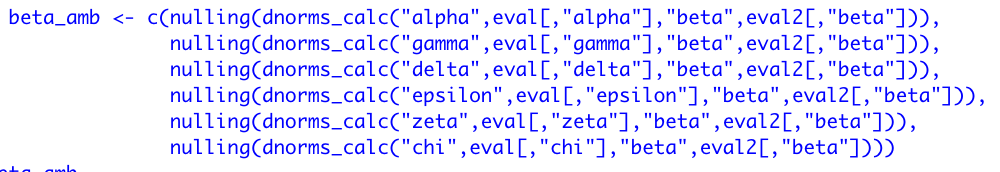 beta_amb <- c(nulling(dnorms_calc("alpha",eval[,"alpha"],"beta",eval2[,"beta"])),
nulling(dnorms_calc("gamma",eval[,"gamma"],"beta",eval2[,"beta"])),
nulling(dnorms_calc("delta",eval[,"delta"],"beta",eval2[,"beta"])),
nulling(dnorms_calc("epsilon",eval[,"epsilon"],"beta",eval2[,"beta"])),
nulling(dnorms_calc("zeta",eval[,"zeta"],"beta",eval2[,"beta"])),
nulling(dnorms_calc("chi",eval[,"chi"],"beta",eval2[,"beta"])))